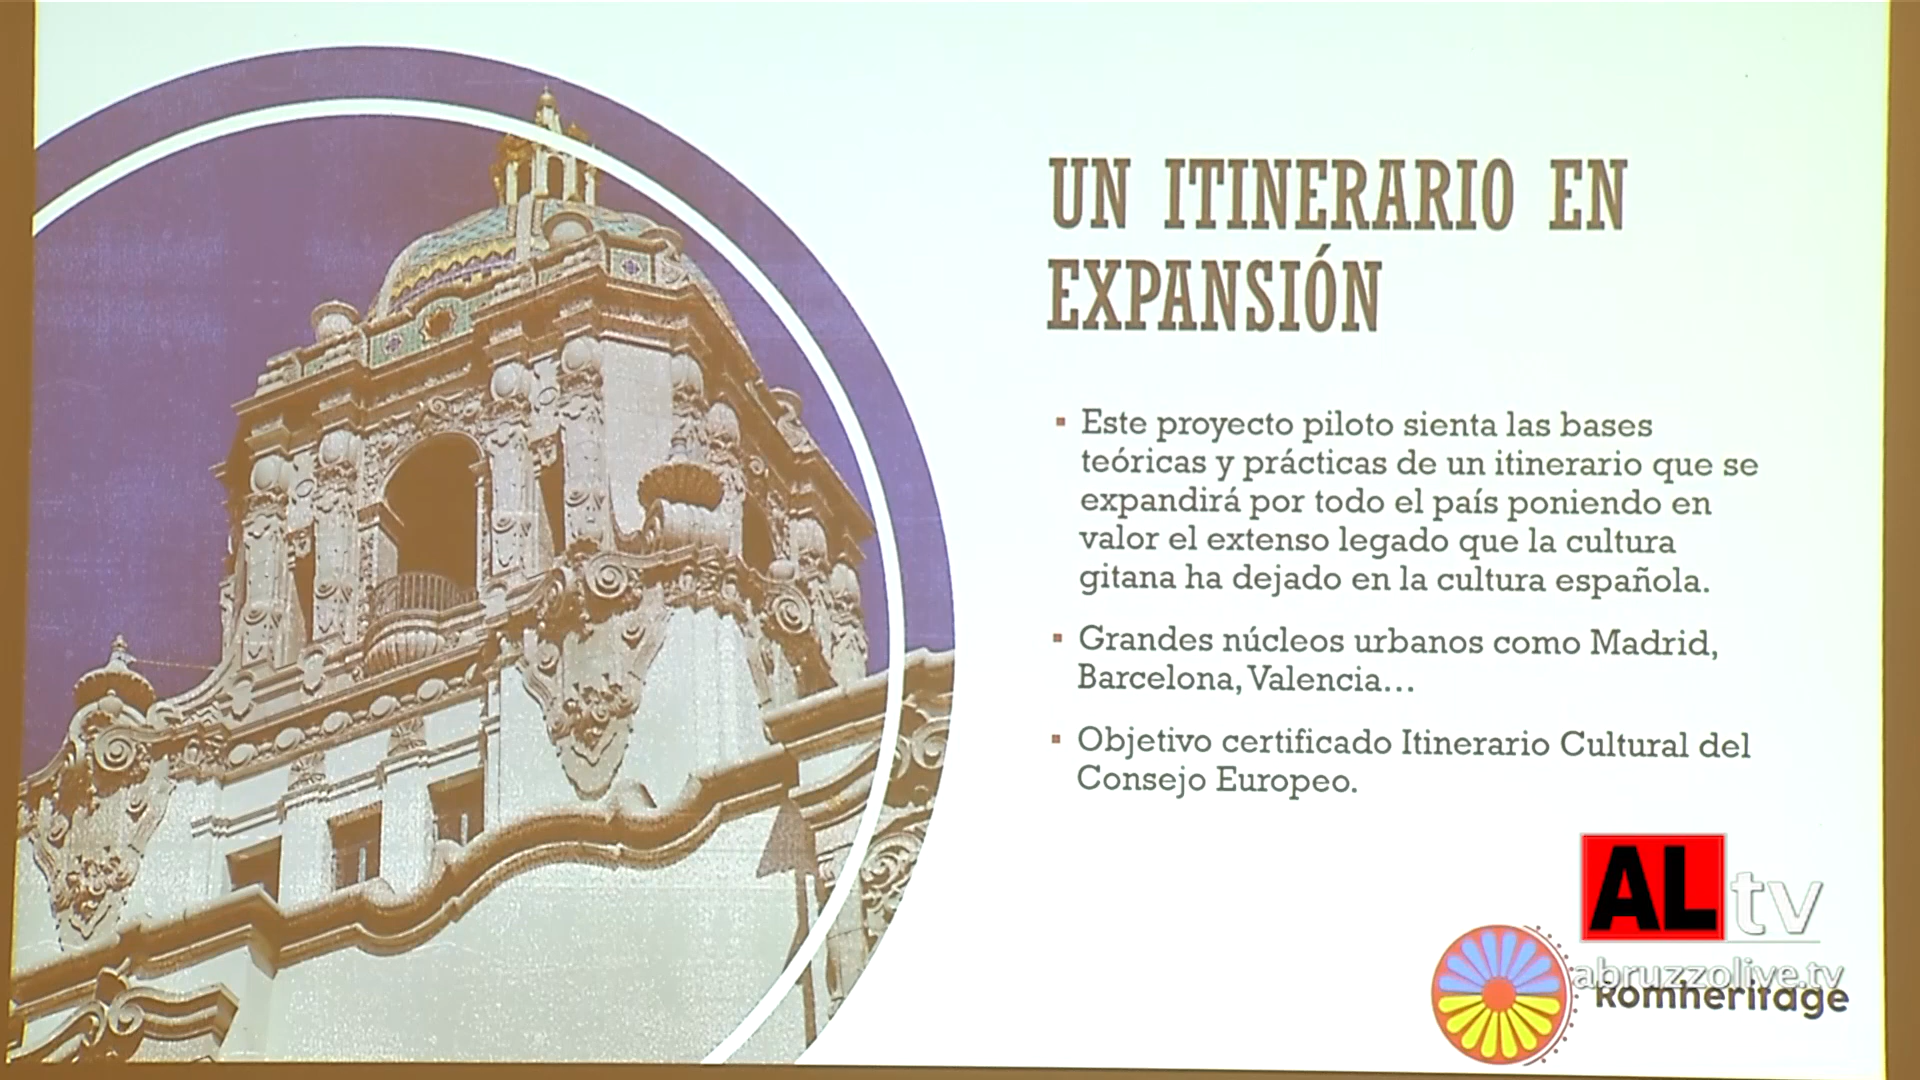 UN ITINERARIO EN
EXPANSIÓN
▪ Este proyecto piloto sienta las bases
teóricas y prácticas de un itinerario que se
expandirá por todo el país poniendo en
valor el extenso legado que la cultura
gitana ha dejado en la cultura española.
▪ Grandes núcleos urbanos como Madrid,
Barcelona, Valencia...
▪ Objetivo certificado Itinerario Cultural del
Consejo Europeo.
AL tv
abruzzolive.tv
Romheritage